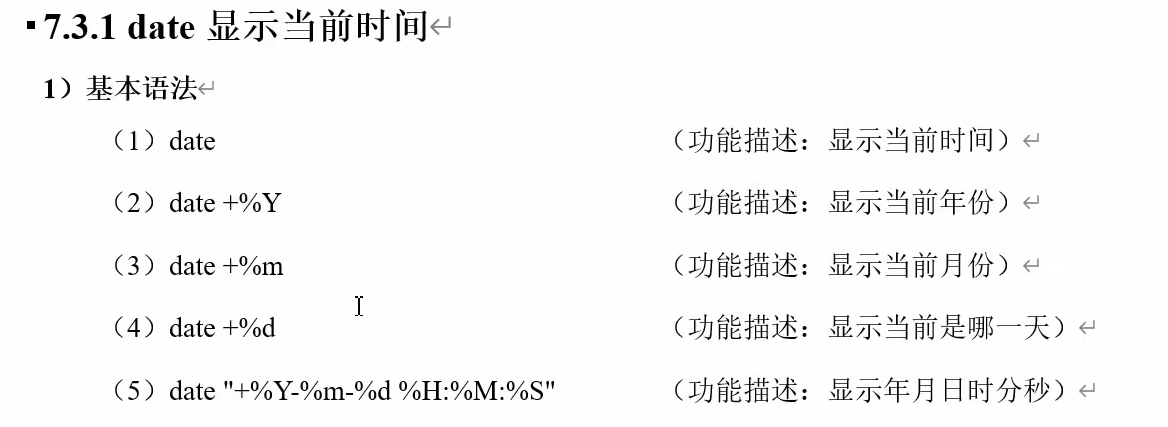 7.3.1 date 显示当前时间
1）基本语法
（1）date （功能描述：显示当前时间）
（2）date +%Y （功能描述：显示当前年份）
（3）date +%m （功能描述：显示当前月份）
（4）date +%d （功能描述：显示当前是哪一天）
（5）date "+%Y-%m-%d %H:%M:%S" （功能描述：显示年月日时分秒）